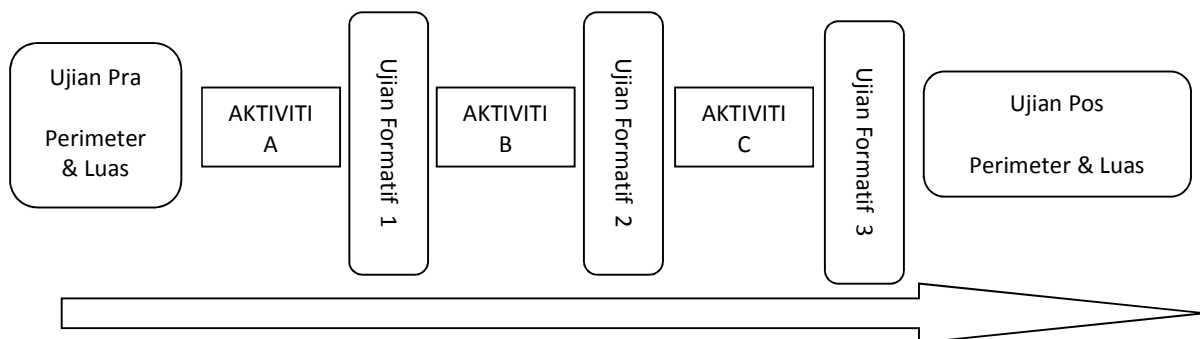 Ujian Pra
Perimeter
& Luas
AKTIVITI
A
Ujian Formatif 1
AKTIVITI
B
Ujian Formatif 2
AKTIVITI
C
Ujian Formatif 3
Ujian Pos
Perimeter & Luas